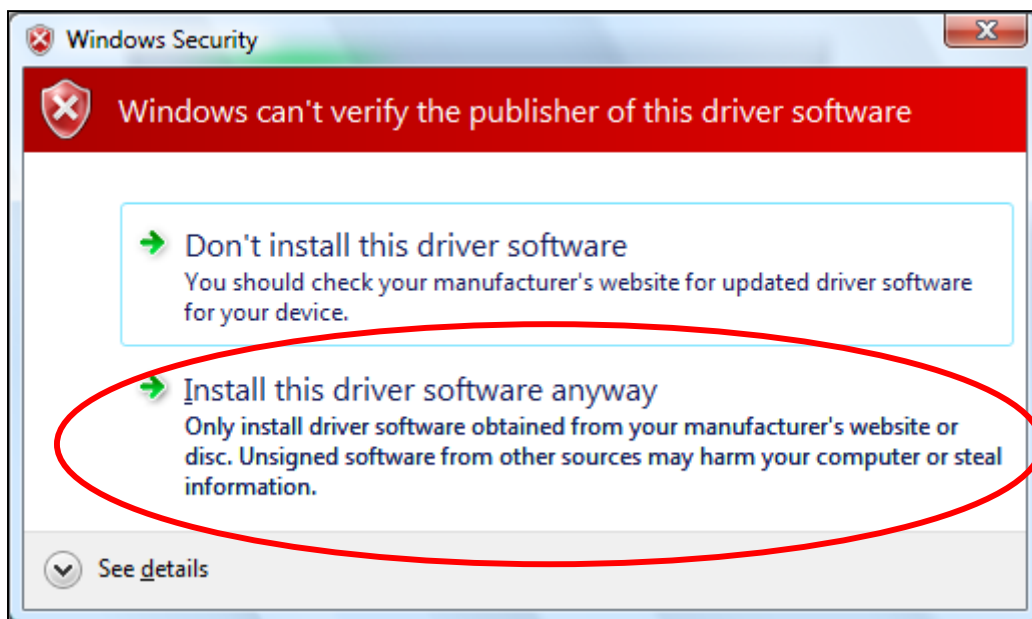 Windows Security
Windows can't verify the publisher of this driver software
Don't install this driver software
You should check your manufacturer's website for updated driver software
for your device.
Install this driver software anyway
Only install driver software obtained from your manufacturer's website or
disc. Unsigned software from other sources may harm your computer or steal
information.
See details